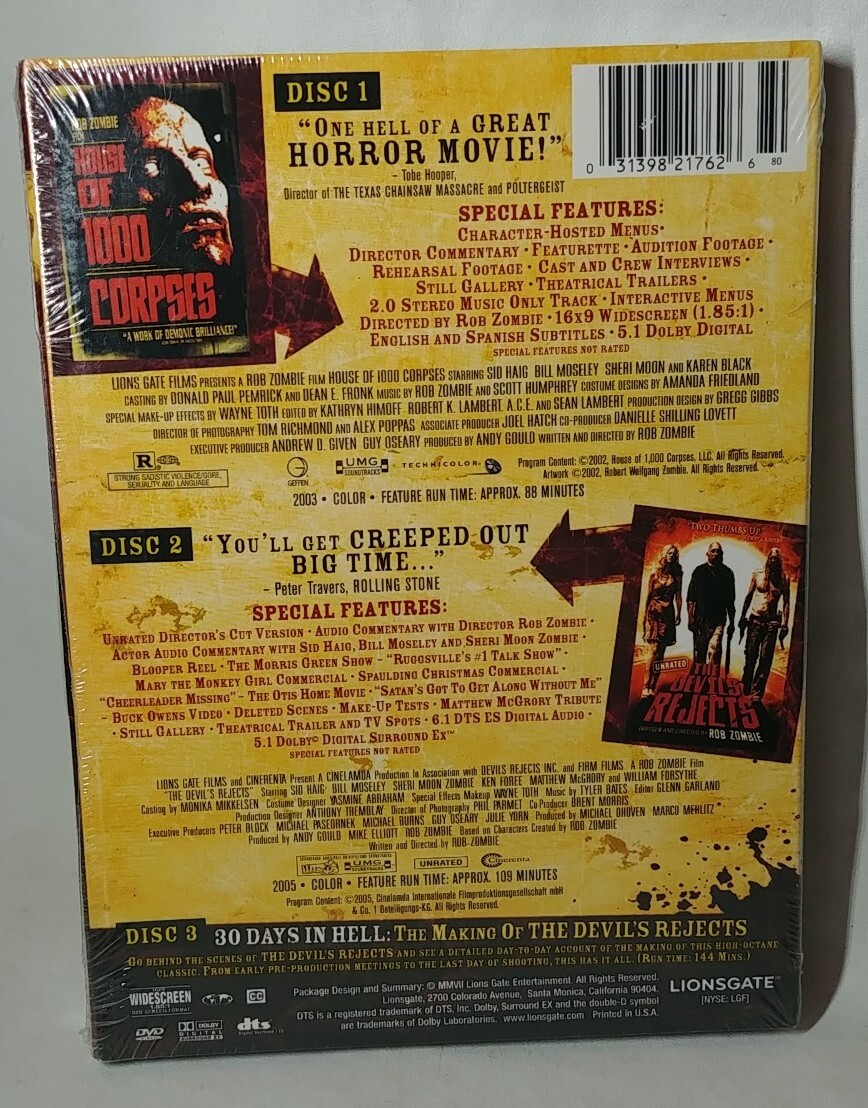 DISC 1
"ONE HELL OF A GREAT
HORROR MOVIE!"
– Tobe Hooper,
Director of THE TEXAS CHAINSAW MASSACRE and POLTERGEIST
0 31398 21762 6 80
ROB ZOMBIE
HOUSE
OF
1000
CORPSES
"A WORK OF DEMONIC BRILLIANCE!"
SPECIAL FEATURES:
CHARACTER-HOSTED MENUS •
DIRECTOR COMMENTARY • FEATURETTE • AUDITION FOOTAGE •
REHEARSAL FOOTAGE • CAST AND CREW INTERVIEWS •
STILL GALLERY • THEATRICAL TRAILERS •
2.0 STEREO MUSIC ONLY TRACK • INTERACTIVE MENUS
DIRECTED BY ROB ZOMBIE • 16X9 WIDESCREEN (1.85:1) •
ENGLISH AND SPANISH SUBTITLES • 5.1 DOLBY DIGITAL
SPECIAL FEATURES NOT RATED
LIONS GATE FILMS PRESENTS A ROB ZOMBIE FILM HOUSE OF 1000 CORPSES STARRING SID HAIG BILL MOSELEY SHERI MOON AND KAREN BLACK
CASTING BY DONALD PAUL PEMRICK AND DEAN E. FRONK MUSIC BY ROB ZOMBIE AND SCOTT HUMPHREY COSTUME DESIGNS BY AMANDA FRIEDLAND
SPECIAL MAKE-UP EFFECTS BY WAYNE TOTH EDITED BY KATHRYN HIMOFF ROBERT K. LAMBERT, A.C.E. AND SEAN LAMBERT PRODUCTION DESIGN BY GREGG GIBBS
DIRECTOR OF PHOTOGRAPHY TOM RICHMOND AND ALEX POPPAS ASSOCIATE PRODUCER JOEL HATCH CO-PRODUCER DANIELLE SHILLING LOVETT
EXECUTIVE PRODUCER ANDREW D. GIVEN GUY OSEARY PRODUCED BY ANDY GOULD WRITTEN AND DIRECTED BY ROB ZOMBIE
R
STRONG SADISTIC VIOLENCE/GORE,
SEXUALITY AND LANGUAGE
GEFFEN
UMG
SOUNDTRACKS
TECHNICOLOR
Program Content: ©2002, House of 1,000 Corpses, LLC. All Rights Reserved.
Artwork ©2002, Robert Wolfgang Zombie. All Rights Reserved.
2003 • COLOR • FEATURE RUN TIME: APPROX. 88 MINUTES
DISC 2
"YOU'LL GET CREEPED OUT
BIG TIME..."
– Peter Travers, ROLLING STONE
SPECIAL FEATURES:
UNRATED DIRECTOR'S CUT VERSION • AUDIO COMMENTARY WITH DIRECTOR ROB ZOMBIE •
ACTOR AUDIO COMMENTARY WITH SID HAIG, BILL MOSELEY AND SHERI MOON ZOMBIE •
BLOOPER REEL • THE MORRIS GREEN SHOW – "RUGGSVILLE'S #1 TALK SHOW" •
MARY THE MONKEY GIRL COMMERCIAL • SPAULDING CHRISTMAS COMMERCIAL •
"CHEERLEADER MISSING" – THE OTIS HOME MOVIE • "SATAN'S GOT TO GET ALONG WITHOUT ME"
– BUCK OWENS VIDEO • DELETED SCENES • MAKE-UP TESTS • MATTHEW MCGRORY TRIBUTE
• STILL GALLERY • THEATRICAL TRAILER AND TV SPOTS • 6.1 DTS ES DIGITAL AUDIO •
5.1 DOLBY© DIGITAL SURROUND EX™
SPECIAL FEATURES NOT RATED
"TWO THUMBS UP"
UNRATED
THE
DEVIL'S
REJECTS
WRITTEN AND DIRECTED BY ROB ZOMBIE
LIONS GATE FILMS and CINERENTA Present A CINELAMDA Production In Association with DEVILS REJECTS INC. and FIRM FILMS A ROB ZOMBIE Film
"THE DEVIL'S REJECTS" Starring SID HAIG BILL MOSELEY SHERI MOON ZOMBIE KEN FOREE MATTHEW McGRORY and WILLIAM FORSYTHE
Casting by MONIKA MIKKELSEN Costume Designer YASMINE ABRAHAM Special Effects Makeup WAYNE TOTH Music by TYLER BATES Editor GLENN GARLAND
Production Designer ANTHONY TREMBLAY Director of Photography PHIL PARMET Co-Producer BRENT MORRIS
Executive Producers PETER BLOCK MICHAEL PASEORNEK MICHAEL BURNS GUY OSEARY JULIE YORN Produced by MICHAEL OHOVEN MARCO MEHLITZ
Produced by ANDY GOULD MIKE ELLIOTT ROB ZOMBIE Based on Characters Created by ROB ZOMBIE
Written and Directed by ROB ZOMBIE
UMG
SOUNDTRACKS
UNRATED
Cinerenta
2005 • COLOR • FEATURE RUN TIME: APPROX. 109 MINUTES
Program Content: ©2005, Cinelamda Internationale Filmproduktionsgesellschaft mbH
& Co. 1 Beteiligungs-KG. All Rights Reserved.
DISC 3 30 DAYS IN HELL: THE MAKING OF THE DEVIL'S REJECTS
GO BEHIND THE SCENES OF THE DEVIL'S REJECTS AND SEE A DETAILED DAY-TO-DAY ACCOUNT OF THE MAKING OF THIS HIGH-OCTANE
CLASSIC. FROM EARLY PRE-PRODUCTION MEETINGS TO THE LAST DAY OF SHOOTING, THIS HAS IT ALL. (RUN TIME: 144 MINS.)
WIDESCREEN
CC
DVD
DOLBY
DIGITAL
SURROUND EX
dts
Package Design and Summary: © MMVII Lions Gate Entertainment. All Rights Reserved.
Lionsgate, 2700 Colorado Avenue, Santa Monica, California 90404.
DTS is a registered trademark of DTS, Inc. Dolby, Surround EX and the double-D symbol
are trademarks of Dolby Laboratories. www.lionsgate.com Printed in U.S.A.
LIONSGATE™
[NYSE: LGF]